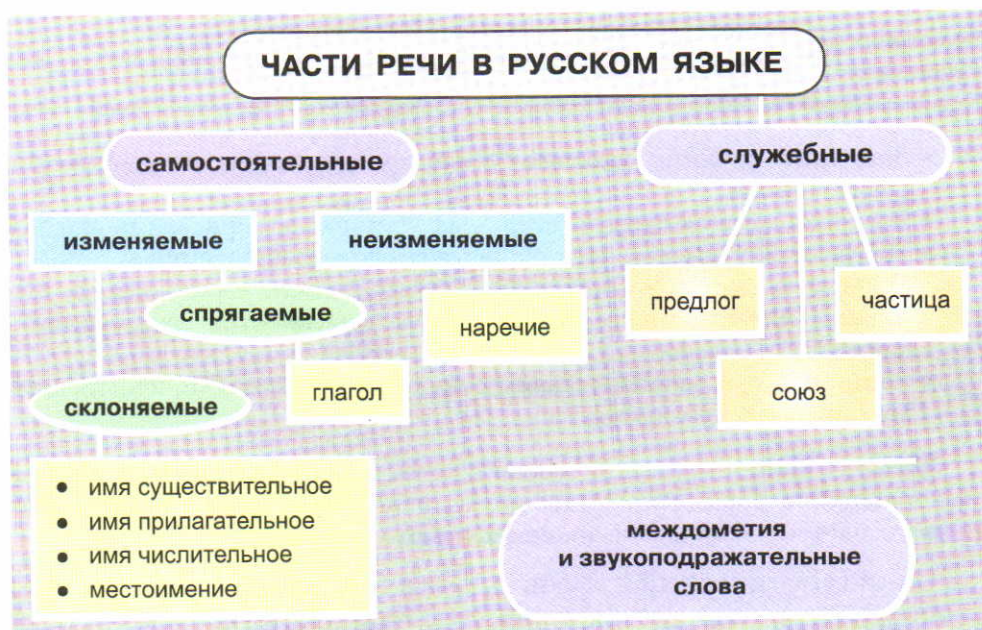 ЧАСТИ РЕЧИ В РУССКОМ ЯЗЫКЕ
самостоятельные
служебные
изменяемые
неизменяемые
спрягаемые
наречие
предлог
частица
глагол
союз
склоняемые
• имя существительное
• имя прилагательное
• имя числительное
• местоимение
междометия
и звукоподражательные
слова